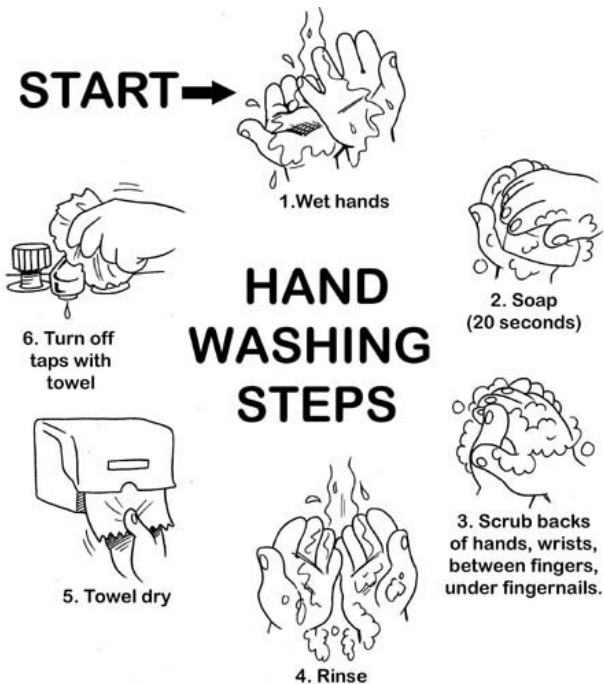 START
1.Wet hands
2. Soap
(20 seconds)
3. Scrub backs
of hands, wrists,
between fingers,
under fingernails.
4. Rinse
5. Towel dry
6. Turn off
taps with
towel
HAND
WASHING
STEPS